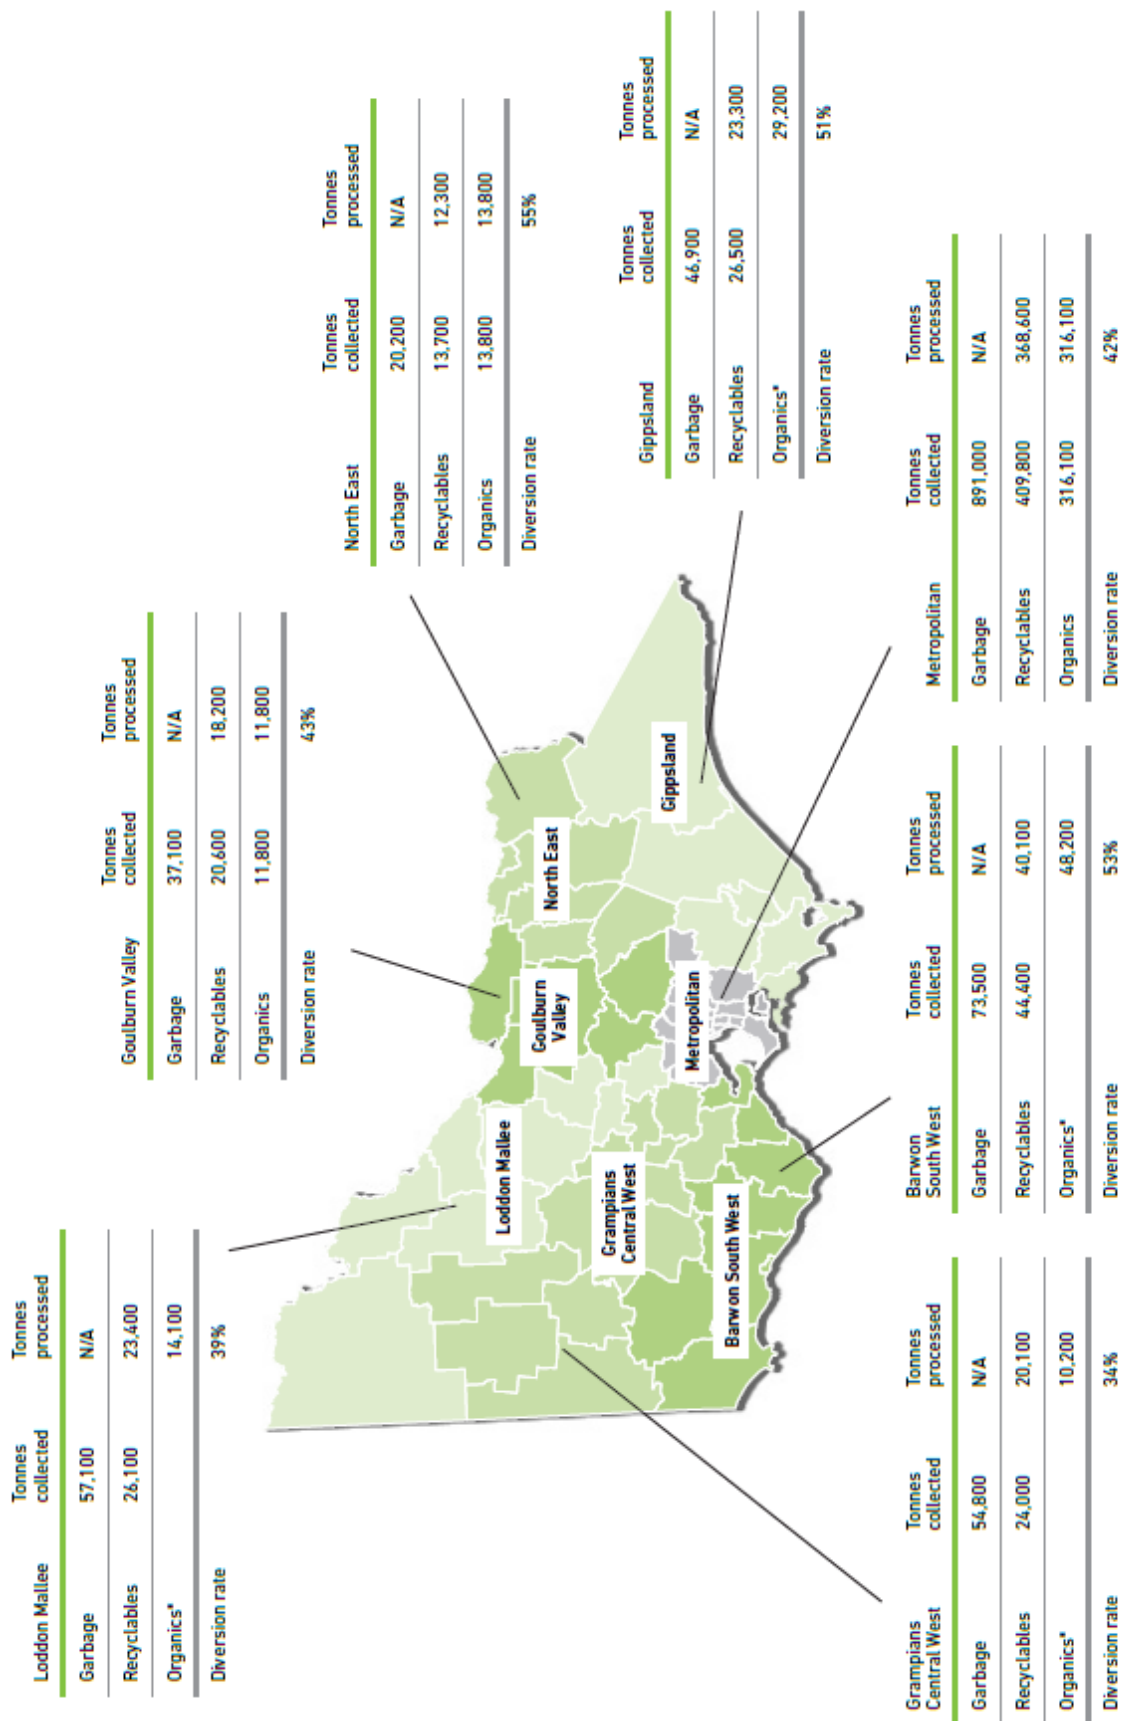 Loddon Mallee Tonnes collected Tonnes processed
Garbage 57,100 N/A
Recyclables 26,100 23,400
Organics* 14,100
Diversion rate 39%
Goulburn Valley Tonnes collected Tonnes processed
Garbage 37,100 N/A
Recyclables 20,600 18,200
Organics 11,800 11,800
Diversion rate 43%
North East Tonnes collected Tonnes processed
Garbage 20,200 N/A
Recyclables 13,700 12,300
Organics 13,800 13,800
Diversion rate 55%
Gippsland Tonnes collected Tonnes processed
Garbage 46,900 N/A
Recyclables 26,500 23,300
Organics* 29,200
Diversion rate 51%
Loddon Mallee
Goulburn
Valley
North East
Grampians
Central West
Gippsland
Metropolitan
Barwon South West
Grampians Central West Tonnes collected Tonnes processed
Garbage 54,800 N/A
Recyclables 24,000 20,100
Organics* 10,200
Diversion rate 34%
Barwon South West Tonnes collected Tonnes processed
Garbage 73,500 N/A
Recyclables 44,400 40,100
Organics* 48,200
Diversion rate 53%
Metropolitan Tonnes collected Tonnes processed
Garbage 891,000 N/A
Recyclables 409,800 368,600
Organics 316,100 316,100
Diversion rate 42%